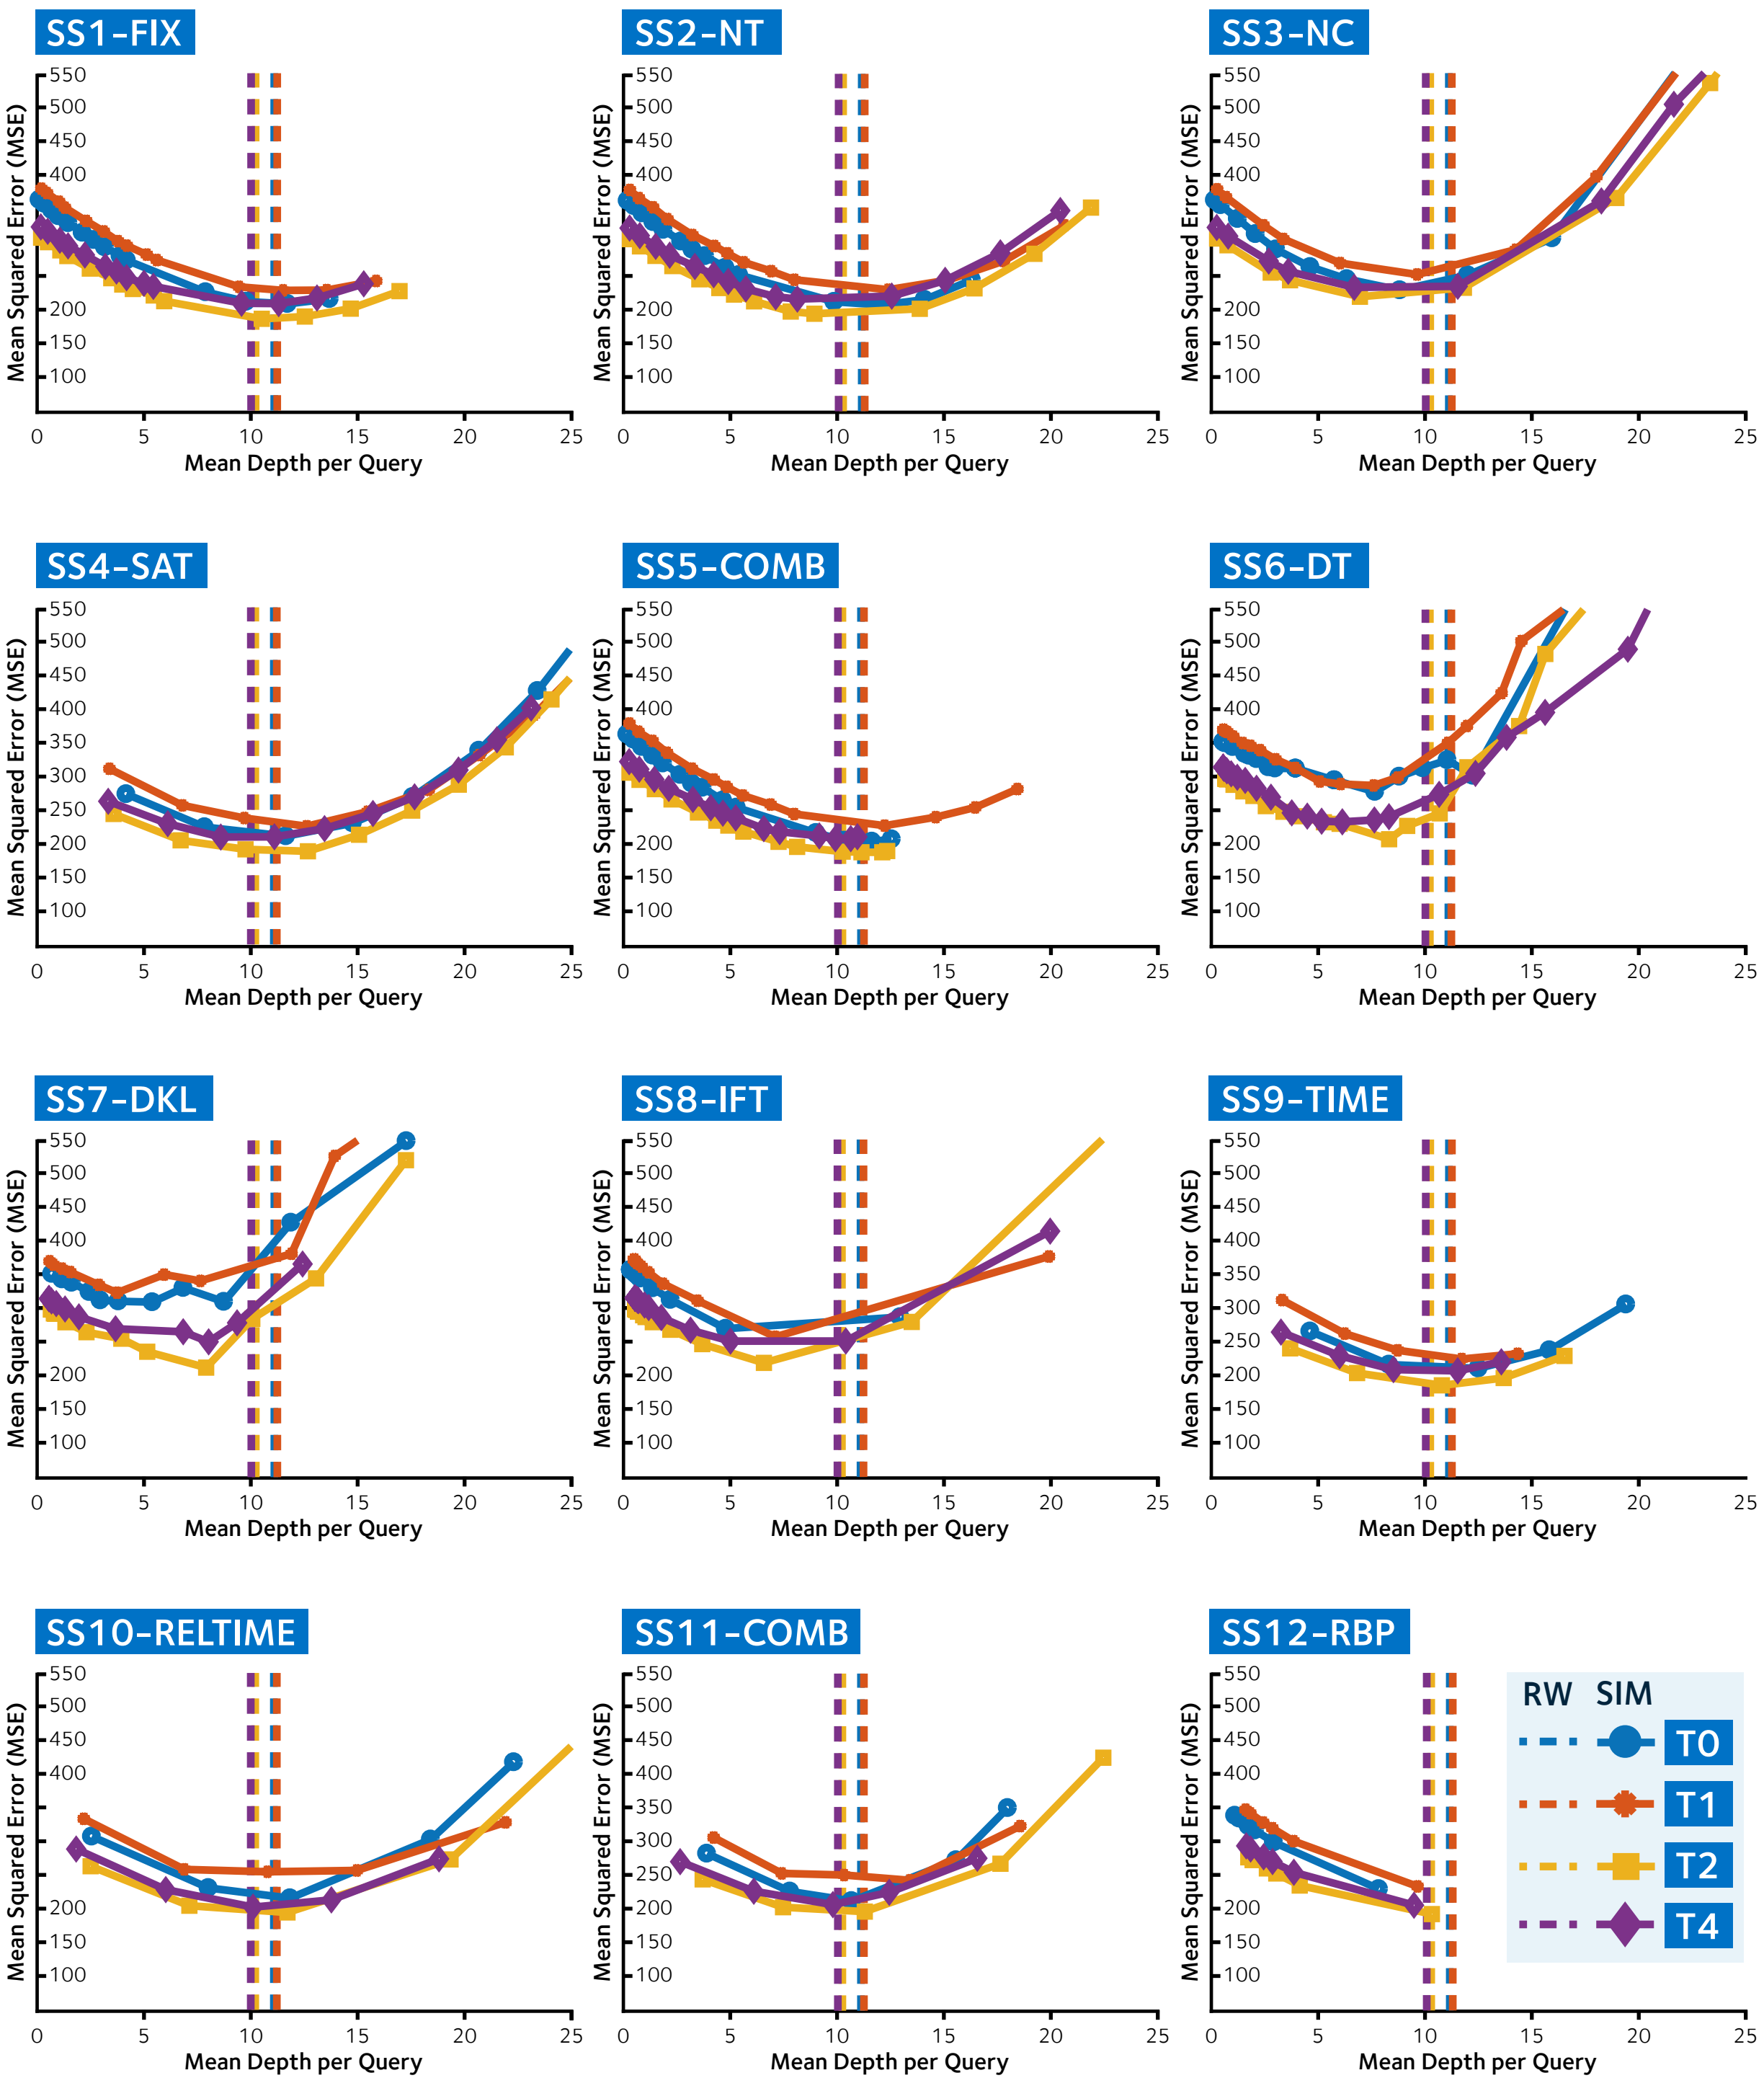 SS1-FIX
Mean Squared Error (MSE)
550
500
450
400
200
150
100
0 5 10 15 20 25
Mean Depth per Query
SS2-NT
Mean Squared Error (MSE)
550
500
450
400
200
150
100
0 5 10 15 20 25
Mean Depth per Query
SS3-NC
Mean Squared Error (MSE)
550
500
450
400
200
150
100
0 5 10 15 20 25
Mean Depth per Query
SS4-SAT
Mean Squared Error (MSE)
550
500
450
400
350
300
250
200
150
100
0 5 10 15 20 25
Mean Depth per Query
SS5-COMB
Mean Squared Error (MSE)
550
500
450
400
200
150
100
0 5 10 15 20 25
Mean Depth per Query
SS6-DT
Mean Squared Error (MSE)
550
500
450
400
200
150
100
0 5 10 15 20 25
Mean Depth per Query
SS7-DKL
Mean Squared Error (MSE)
550
500
450
400
200
150
100
0 5 10 15 20 25
Mean Depth per Query
SS8-IFT
Mean Squared Error (MSE)
550
500
450
400
200
150
100
0 5 10 15 20 25
Mean Depth per Query
SS9-TIME
Mean Squared Error (MSE)
550
500
450
400
350
300
250
200
150
100
0 5 10 15 20 25
Mean Depth per Query
SS10-RELTIME
Mean Squared Error (MSE)
550
500
450
400
200
150
100
0 5 10 15 20 25
Mean Depth per Query
SS11-COMB
Mean Squared Error (MSE)
550
500
450
400
350
300
250
200
150
100
0 5 10 15 20 25
Mean Depth per Query
SS12-RBP
Mean Squared Error (MSE)
550
500
450
400
200
150
100
0 5 10 15 20 25
Mean Depth per Query
RW SIM
T0
T1
T2
T4